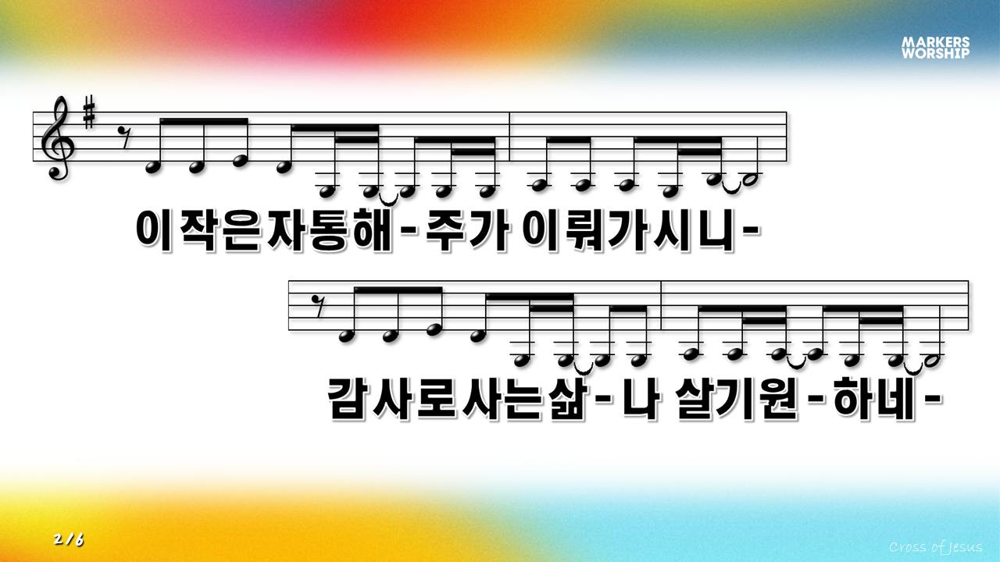 MARKERS
WORSHIP
이작은자통해-주가 이뤄가시니-
감사로사는삶-나 살기원-하네-
2/6
Cross of Jesus